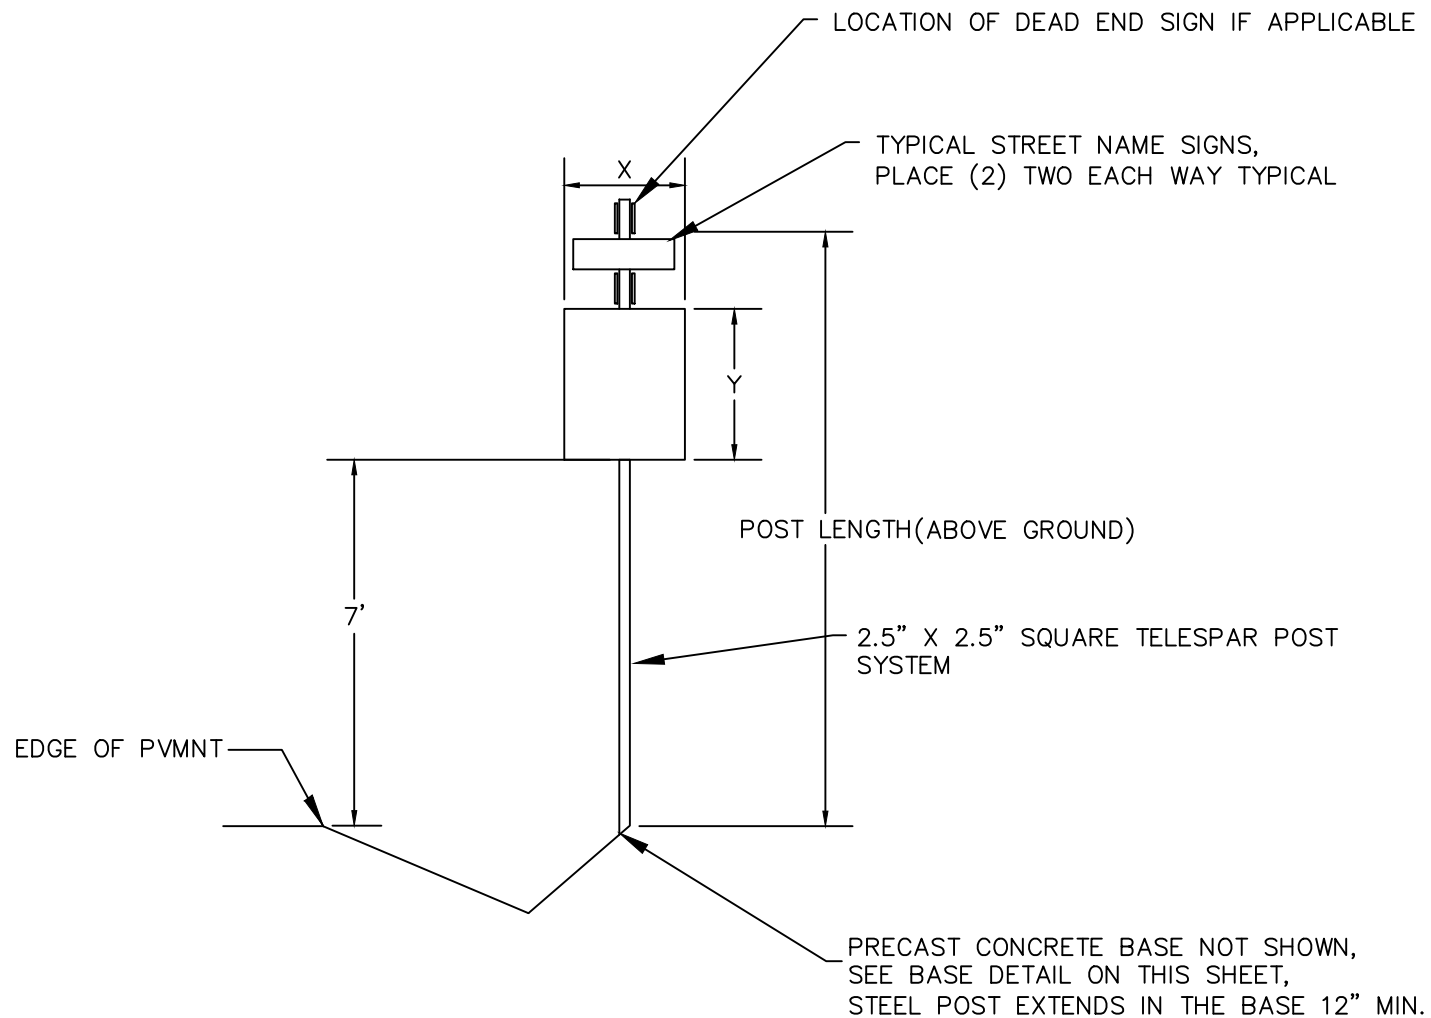 LOCATION OF DEAD END SIGN IF APPLICABLE
TYPICAL STREET NAME SIGNS,
PLACE (2) TWO EACH WAY TYPICAL
X
Y
POST LENGTH(ABOVE GROUND)
7'
2.5" X 2.5" SQUARE TELESPAR POST
SYSTEM
EDGE OF PVMNT
PRECAST CONCRETE BASE NOT SHOWN,
SEE BASE DETAIL ON THIS SHEET,
STEEL POST EXTENDS IN THE BASE 12" MIN.